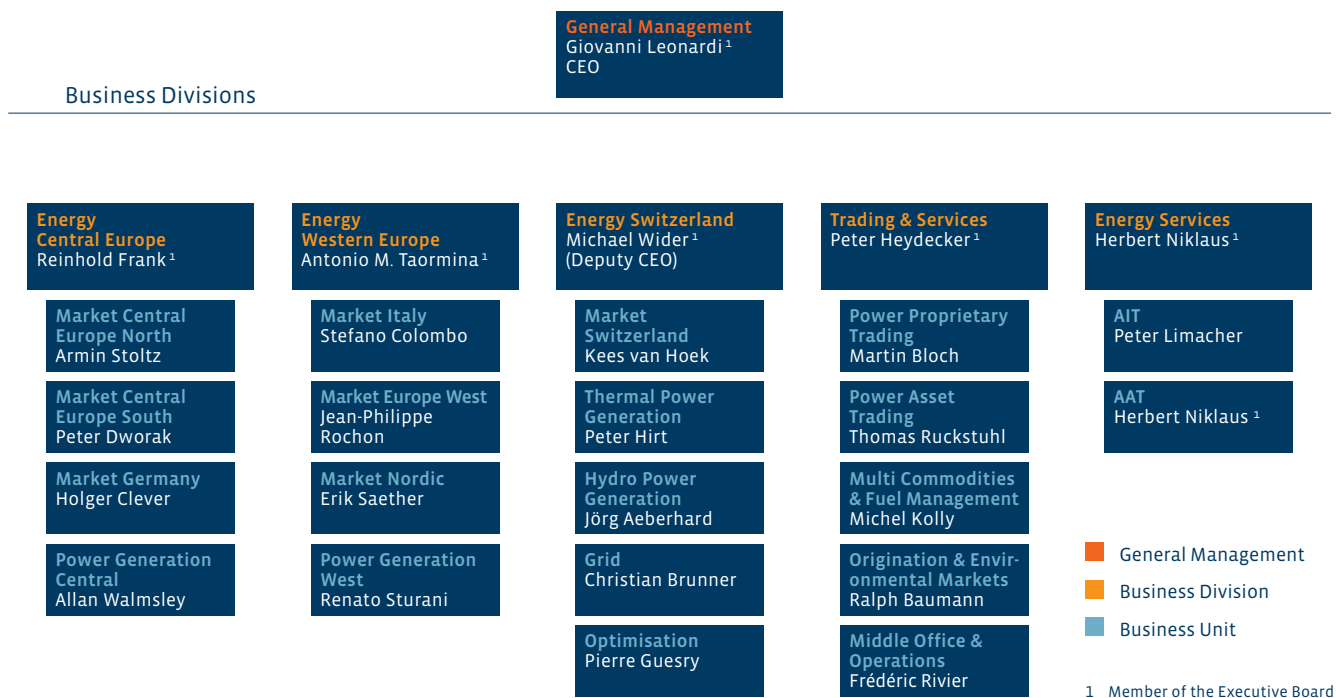 General Management
Giovanni Leonardi ¹
CEO
Business Divisions
Energy
Central Europe
Reinhold Frank ¹
Market Central
Europe North
Armin Stoltz
Market Central
Europe South
Peter Dworak
Market Germany
Holger Clever
Power Generation
Central
Allan Walmsley
Energy
Western Europe
Antonio M. Taormina ¹
Market Italy
Stefano Colombo
Market Europe West
Jean-Philippe
Rochon
Market Nordic
Erik Saether
Power Generation
West
Renato Sturani
Energy Switzerland
Michael Wider ¹
(Deputy CEO)
Market
Switzerland
Kees van Hoek
Thermal Power
Generation
Peter Hirt
Hydro Power
Generation
Jörg Aeberhard
Grid
Christian Brunner
Optimisation
Pierre Guesry
Trading & Services
Peter Heydecker ¹
Power Proprietary
Trading
Martin Bloch
Power Asset
Trading
Thomas Ruckstuhl
Multi Commodities
& Fuel Management
Michel Kolly
Origination & Envir-
onmental Markets
Ralph Baumann
Middle Office &
Operations
Frédéric Rivier
Energy Services
Herbert Niklaus ¹
AIT
Peter Limacher
AAT
Herbert Niklaus ¹
General Management
Business Division
Business Unit
1 Member of the Executive Board